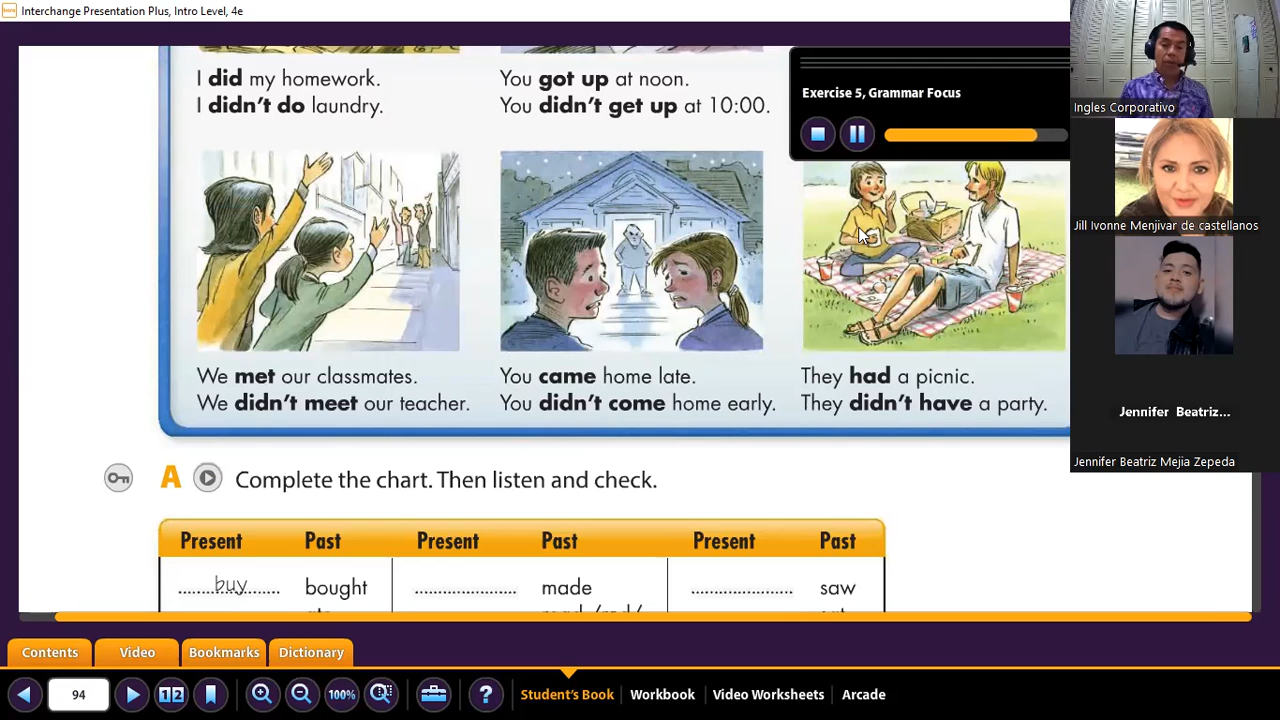 Interchange Presentation Plus, Intro Level, 4e
I did my homework.
I didn't do laundry.
You got up at noon.
You didn't get up at 10:00.
Exercise 5, Grammar Focus
Ingles Corporativo
Jill Ivonne Menjivar de castellanos
Jennifer Beatriz...
Jennifer Beatriz Mejia Zepeda
We met our classmates.
We didn't meet our teacher.
You came home late.
You didn't come home early.
They had a picnic.
They didn't have a party.
A Complete the chart. Then listen and check.
Present Past Present Past Present Past
buy bought made saw
Contents Video Bookmarks Dictionary
94 1 2 100% ? Student's Book Workbook Video Worksheets Arcade